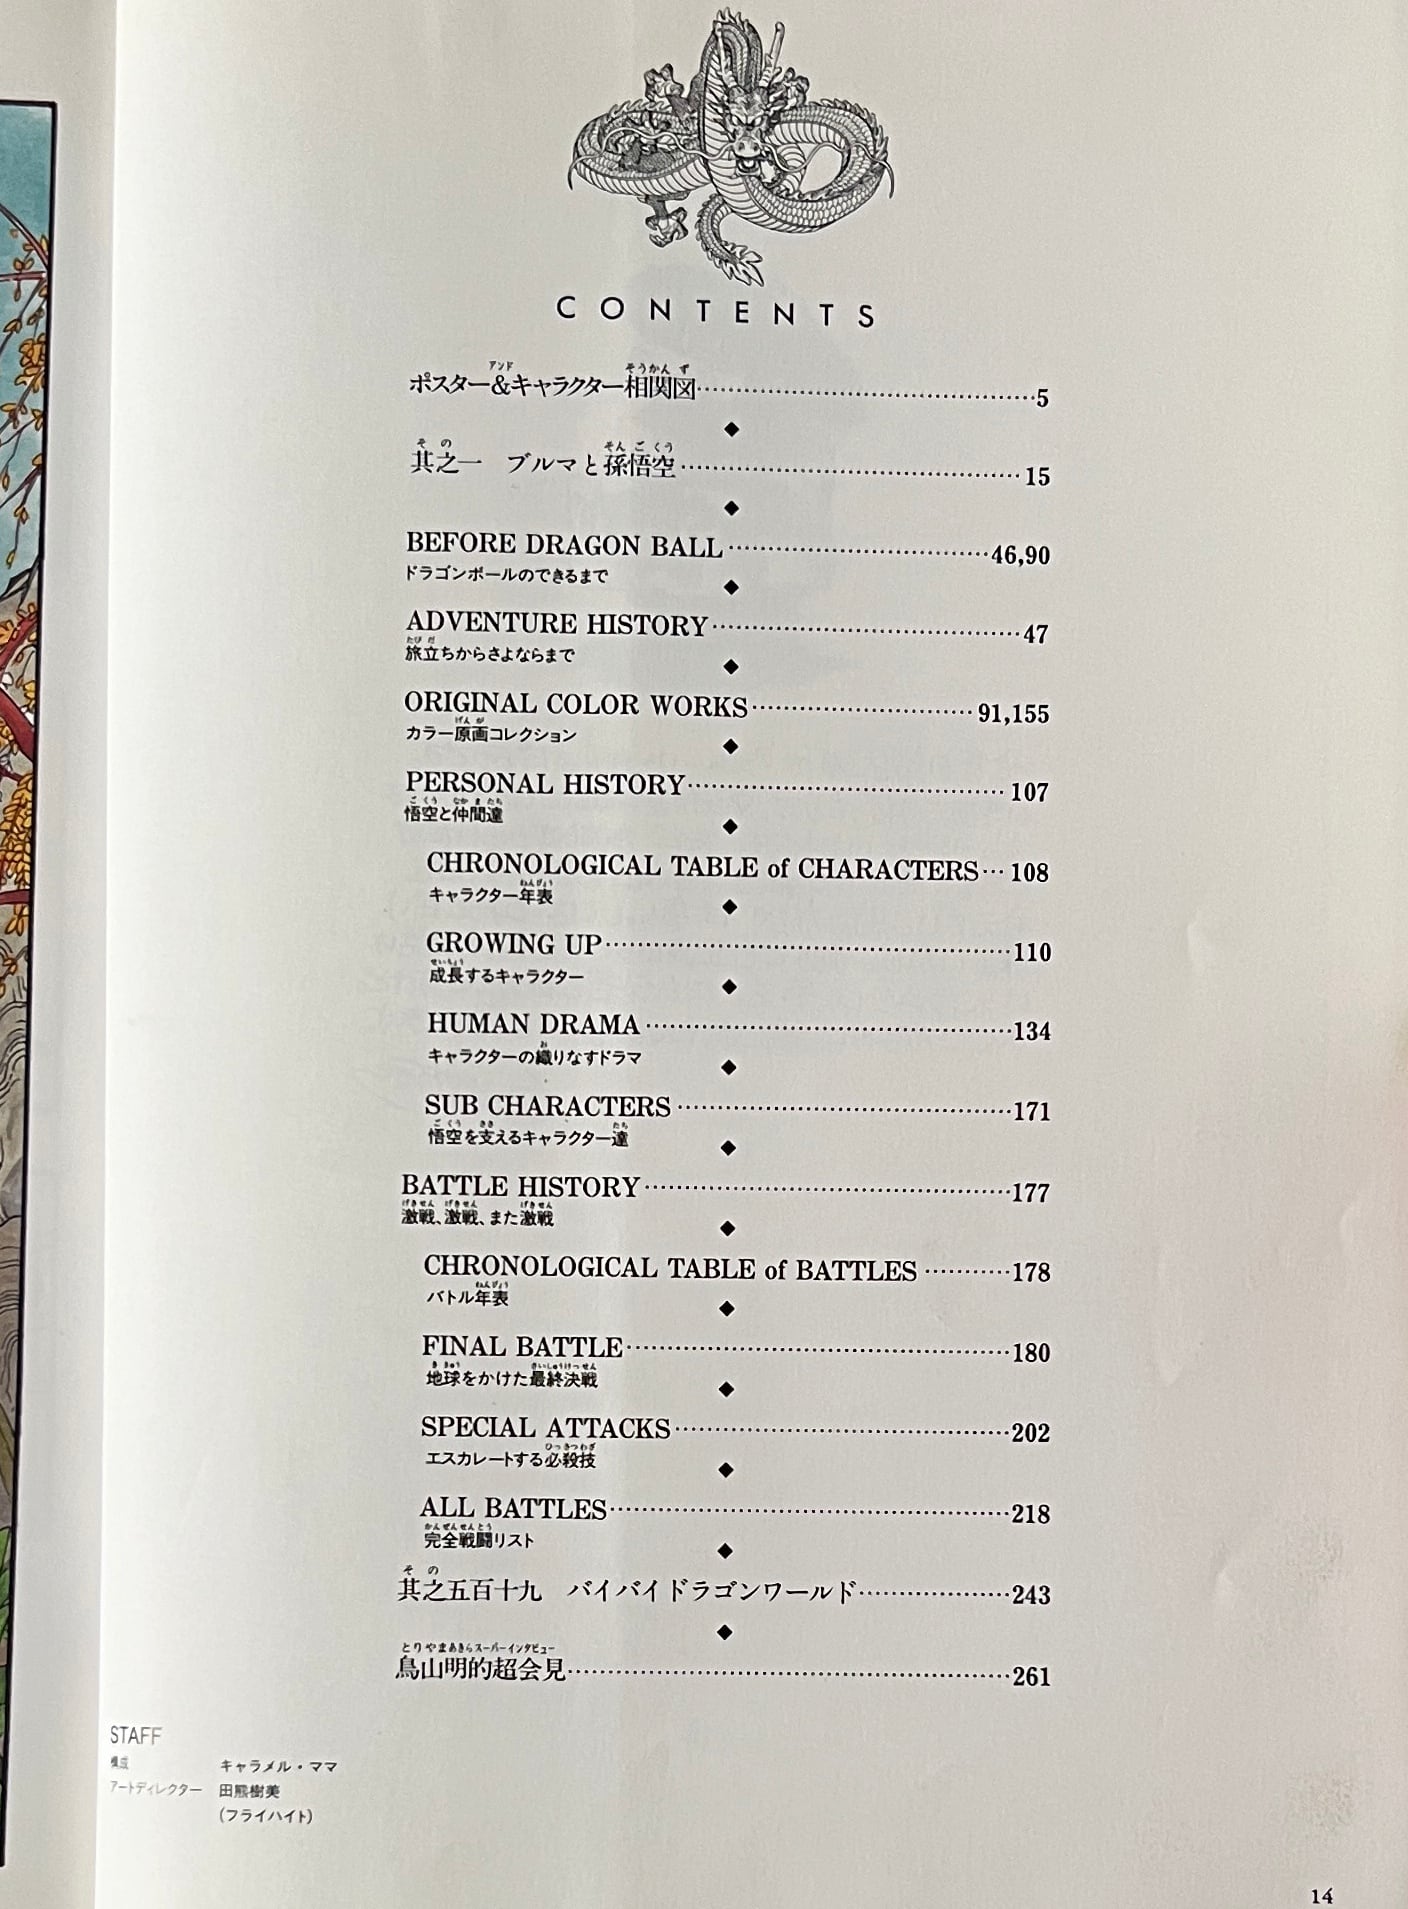 CONTENTS
ポスター&キャラクター相関図 5
其之一 ブルマと孫悟空 15
BEFORE DRAGON BALL 46,90
ドラゴンボールのできるまで
ADVENTURE HISTORY 47
旅立ちからさよならまで
ORIGINAL COLOR WORKS 91,155
カラー原画コレクション
PERSONAL HISTORY 107
悟空と仲間達
CHRONOLOGICAL TABLE of CHARACTERS 108
キャラクター年表
GROWING UP 110
成長するキャラクター
HUMAN DRAMA 134
キャラクターの織りなすドラマ
SUB CHARACTERS 171
悟空を支えるキャラクター達
BATTLE HISTORY 177
激戦、激戦、また激戦
CHRONOLOGICAL TABLE of BATTLES 178
バトル年表
FINAL BATTLE 180
地球をかけた最終決戦
SPECIAL ATTACKS 202
エスカレートする必殺技
ALL BATTLES 218
完全戦闘リスト
其之五百十九 バイバイドラゴンワールド 243
鳥山明的超会見 261
STAFF
構成 キャラメル・ママ
アートディレクター 田熊樹美
(フライハイト)
14